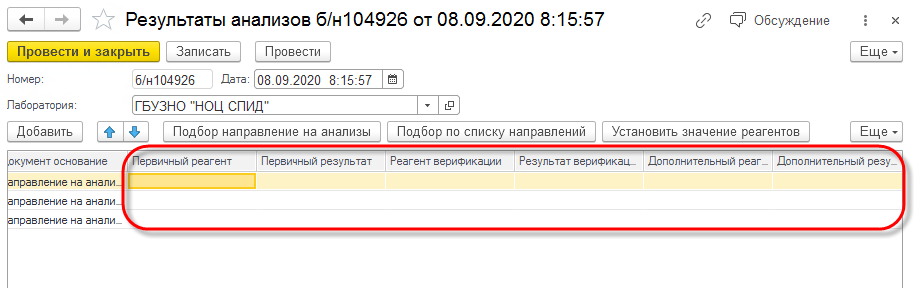 Результаты анализов б/н104926 от 08.09.2020 8:15:57
Обсуждение
Провести и закрыть Записать Провести Еще
Номер: б/н104926 Дата: 08.09.2020 8:15:57
Лаборатория: ГБУЗНО "НОЦ СПИД"
Добавить Подбор направление на анализы Подбор по списку направлений Установить значение реагентов Еще
окумент основание Первичный реагент Первичный результат Реагент верификации Результат верификац... Дополнительный реаг... Дополнительный резу...
аправление на анали...
аправление на анали...
аправление на анали...